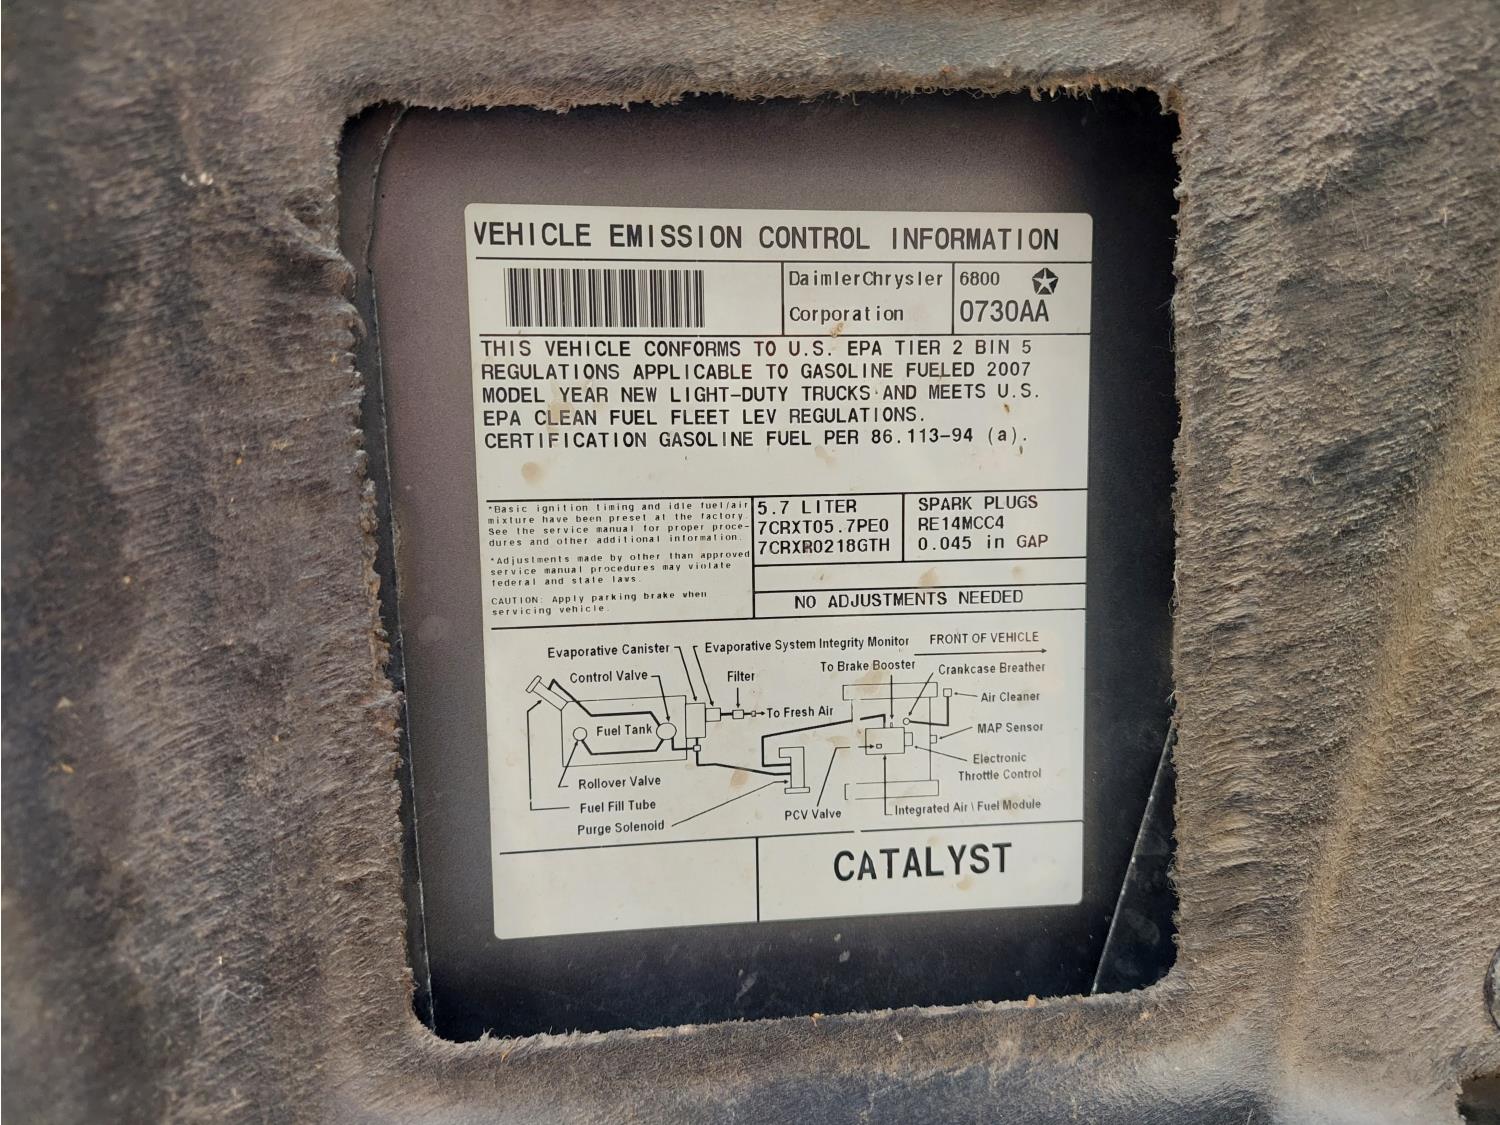 VEHICLE EMISSION CONTROL INFORMATION
DaimlerChrysler
Corporation
6800
0730AA
THIS VEHICLE CONFORMS TO U.S. EPA TIER 2 BIN 5
REGULATIONS APPLICABLE TO GASOLINE FUELED 2007
MODEL YEAR NEW LIGHT-DUTY TRUCKS AND MEETS U.S.
EPA CLEAN FUEL FLEET LEV REGULATIONS.
CERTIFICATION GASOLINE FUEL PER 86.113-94 (a).
*Basic ignition timing and idle fuel/air
mixture have been preset at the factory.
See the service manual for proper proce-
dures and other additional information.
*Adjustments made by other than approved
service manual procedures may violate
federal and state laws.
CAUTION: Apply parking brake when
servicing vehicle.
5.7 LITER
7CRXT05.7PE0
7CRXR0218GTH
SPARK PLUGS
RE14MCC4
0.045 in GAP
NO ADJUSTMENTS NEEDED
Evaporative Canister
Evaporative System Integrity Monitor
FRONT OF VEHICLE
Control Valve
Filter
To Brake Booster
Crankcase Breather
Air Cleaner
To Fresh Air
Fuel Tank
MAP Sensor
Electronic
Throttle Control
Rollover Valve
Fuel Fill Tube
Purge Solenoid
PCV Valve
Integrated Air \ Fuel Module
CATALYST